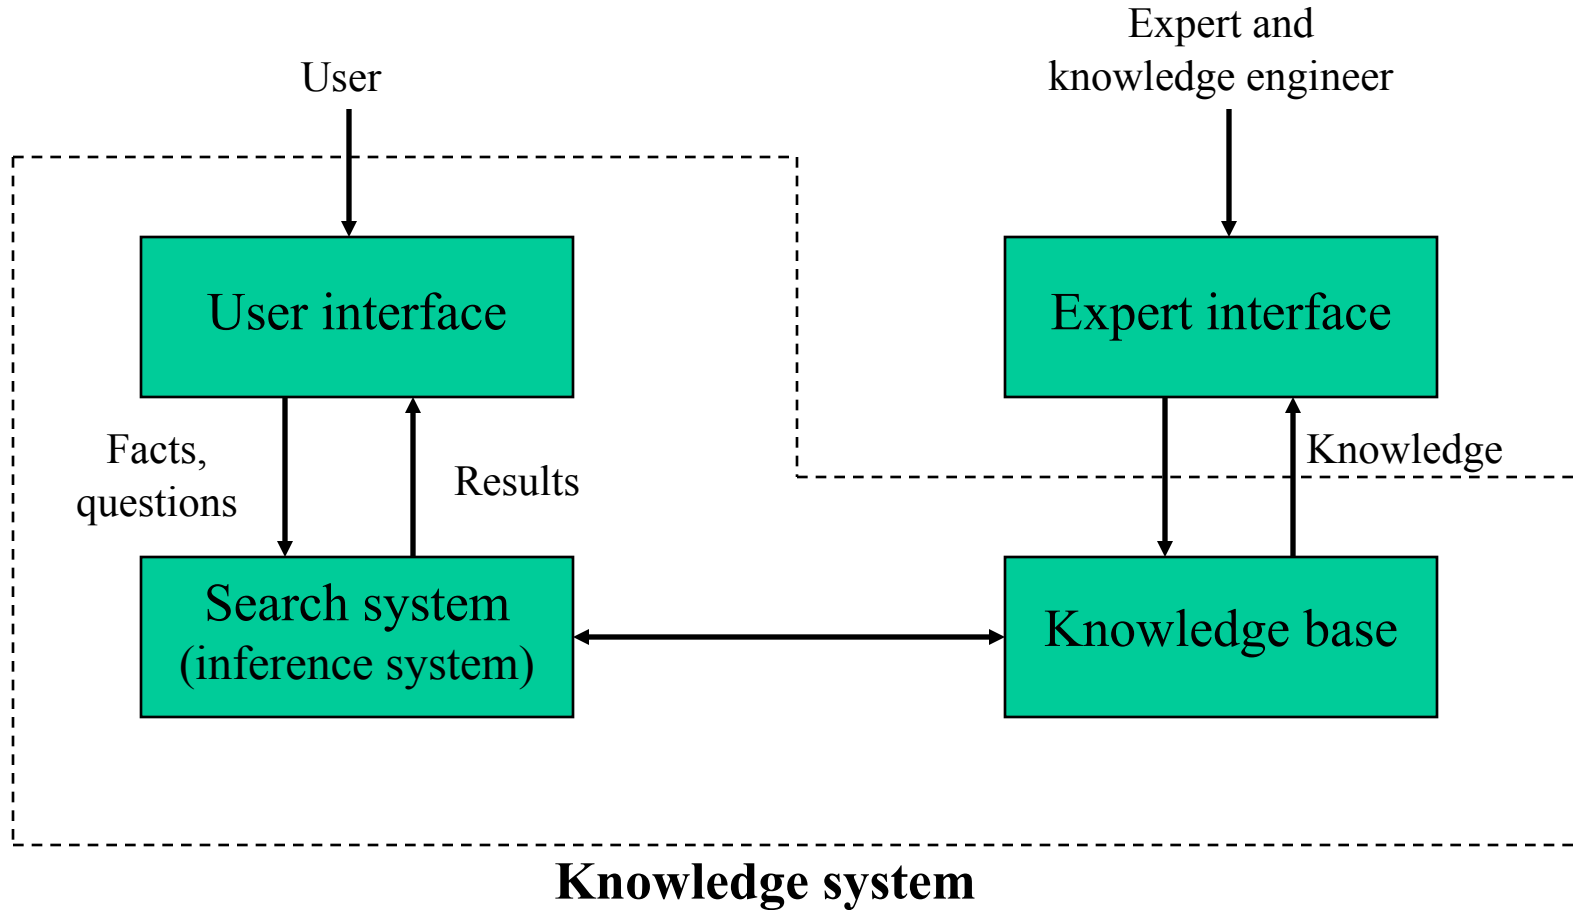 User
Expert and
knowledge engineer
User interface
Expert interface
Facts,
questions
Results
Knowledge
Search system
(inference system)
Knowledge base
Knowledge system